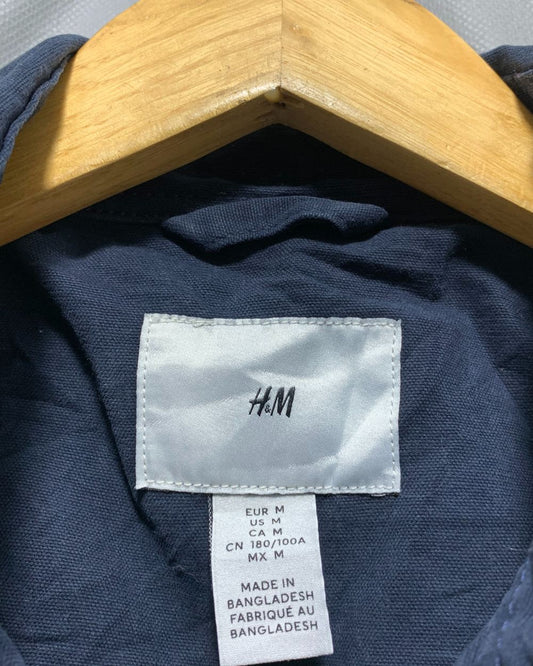 H&M
EUR M
US M
CA M
CN 180/100A
MX M
MADE IN
BANGLADESH
FABRIQUÉ AU
BANGLADESH